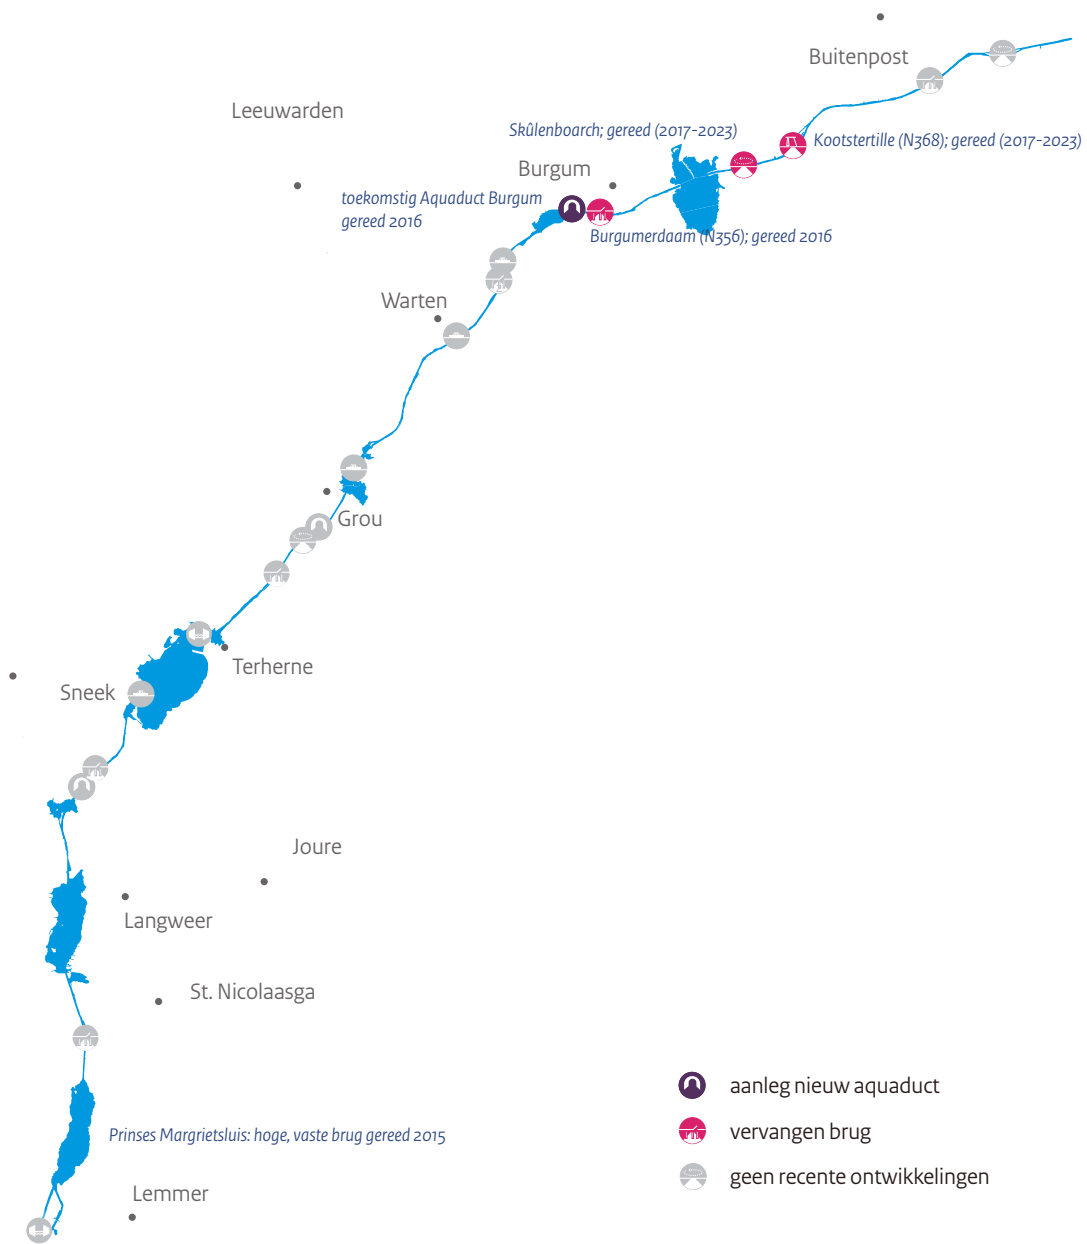 Buitenpost
Leeuwarden
Skûlenboarch; gereed (2017-2023)
Kootstertille (N368); gereed (2017-2023)
Burgum
toekomstig Aquaduct Burgum
gereed 2016
Burgumerdaam (N356); gereed 2016
Warten
Grou
Terherne
Sneek
Joure
Langweer
St. Nicolaasga
aanleg nieuw aquaduct
vervangen brug
Prinses Margrietsluis: hoge, vaste brug gereed 2015
geen recente ontwikkelingen
Lemmer